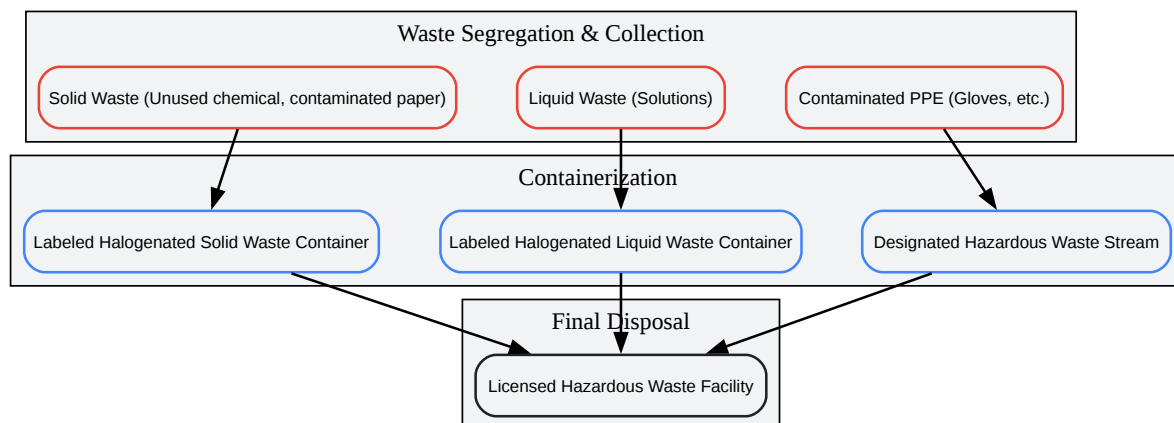 Waste Segregation & Collection
Solid Waste (Unused chemical, contaminated paper)
Liquid Waste (Solutions)
Contaminated PPE (Gloves, etc.)
Containerization
Labeled Halogenated Solid Waste Container
Labeled Halogenated Liquid Waste Container
Designated Hazardous Waste Stream
Final Disposal
Licensed Hazardous Waste Facility